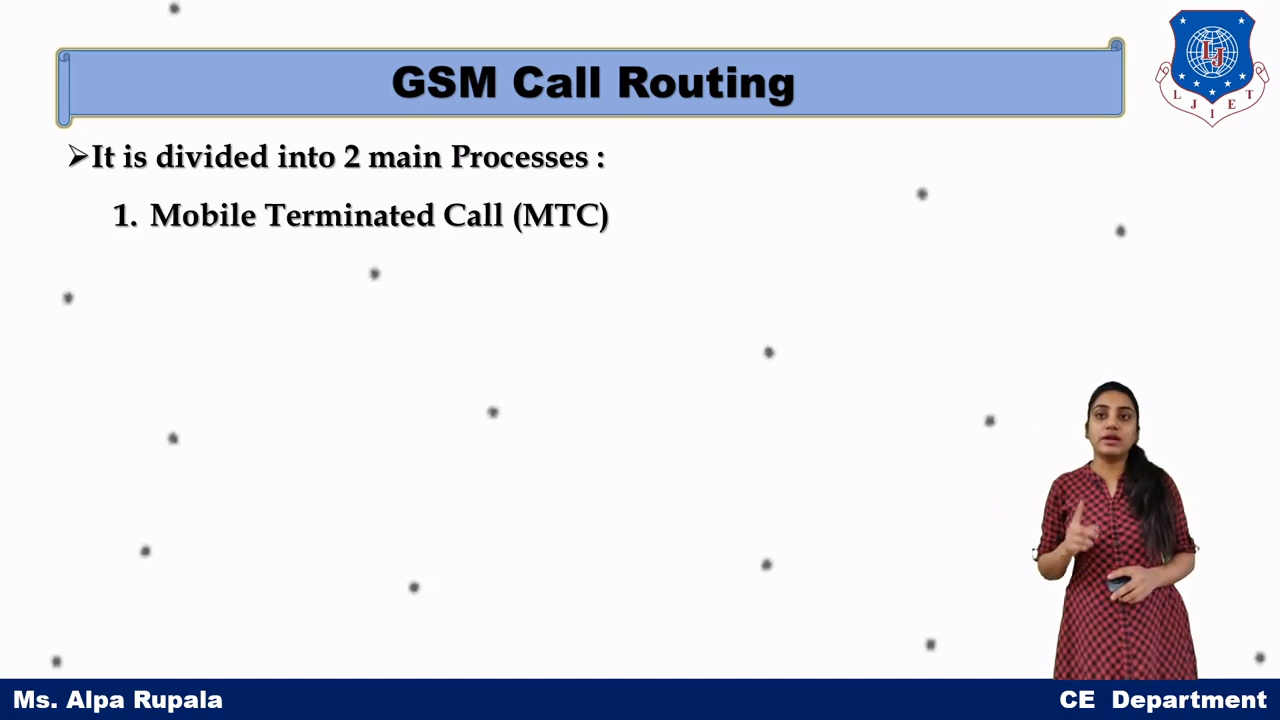 GSM Call Routing
LJ
L J I E T
➢It is divided into 2 main Processes :
1. Mobile Terminated Call (MTC)
Ms. Alpa Rupala
CE Department